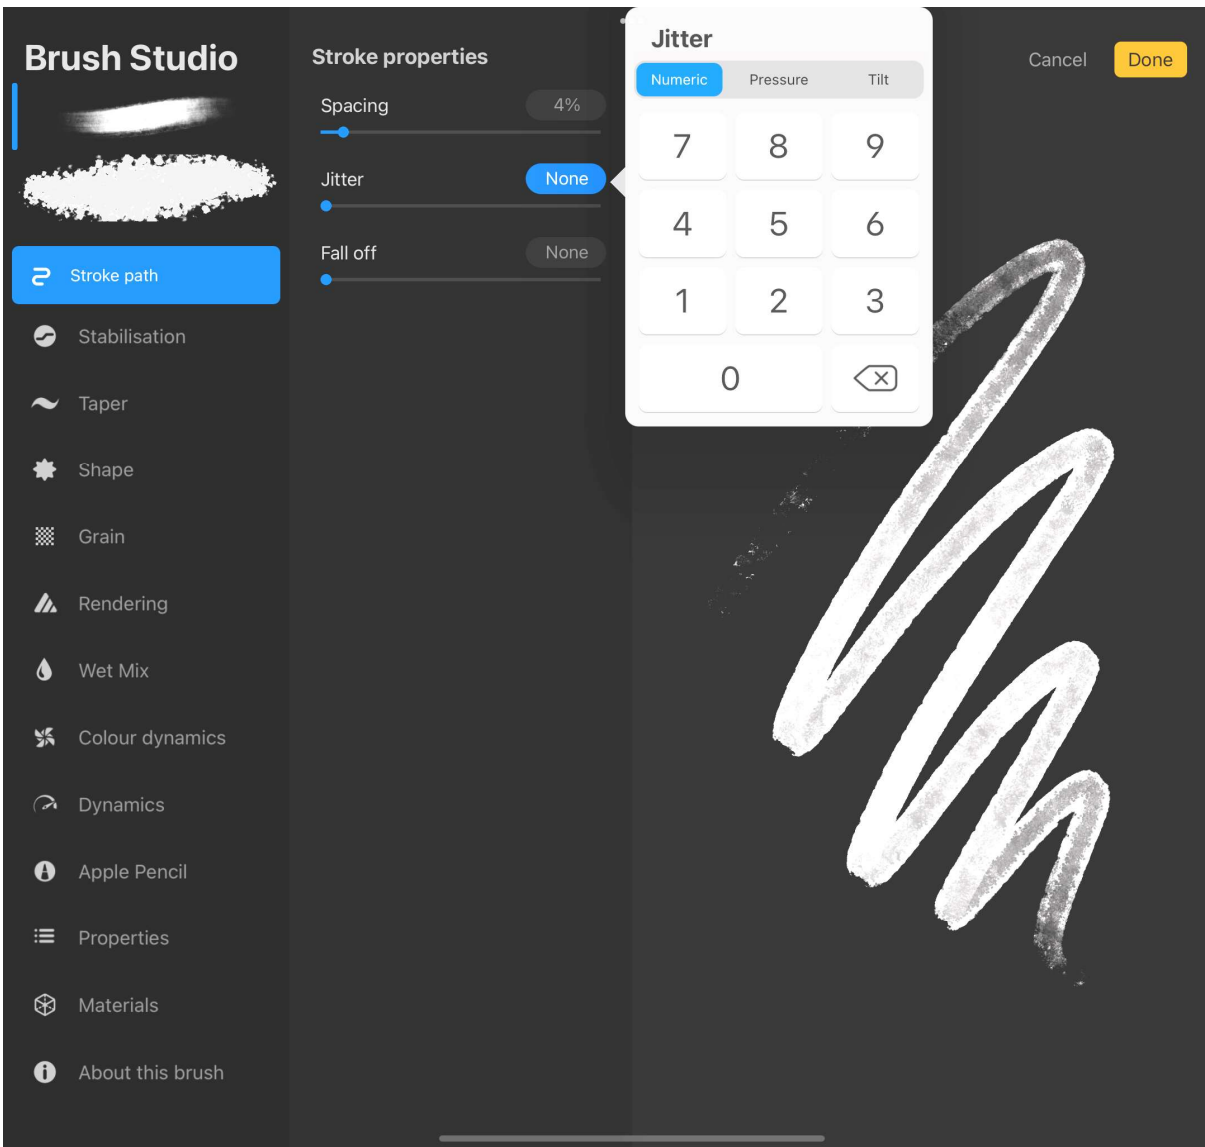 Brush Studio
Stroke path
Stabilisation
Taper
Shape
Grain
Rendering
Wet Mix
Colour dynamics
Dynamics
Apple Pencil
Properties
Materials
About this brush
Stroke properties
Spacing 4%
Jitter None
Fall off None
Jitter
Numeric Pressure Tilt
7 8 9
4 5 6
1 2 3
0
Cancel Done